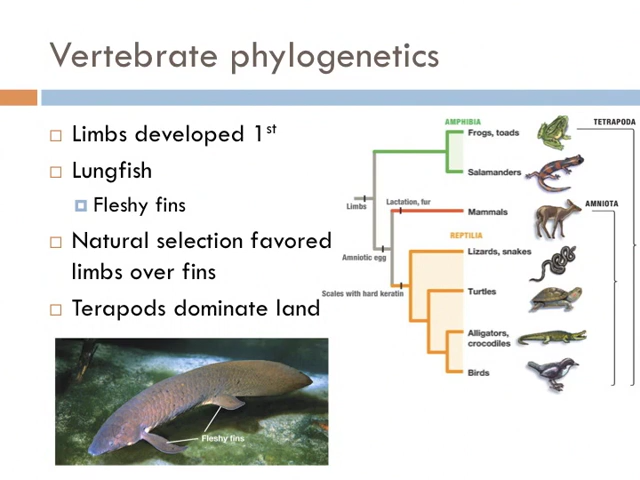 Vertebrate phylogenetics
Limbs developed 1st
Lungfish
Fleshy fins
Natural selection favored
limbs over fins
Terapods dominate land
Fleshy fins
AMPHIBIA
TETRAPODA
Frogs, toads
Salamanders
Limbs
Lactation, fur
AMNIOTA
Mammals
REPTILIA
Amniotic egg
Lizards, snakes
Scales with hard keratin
Turtles
Alligators,
crocodiles
Birds